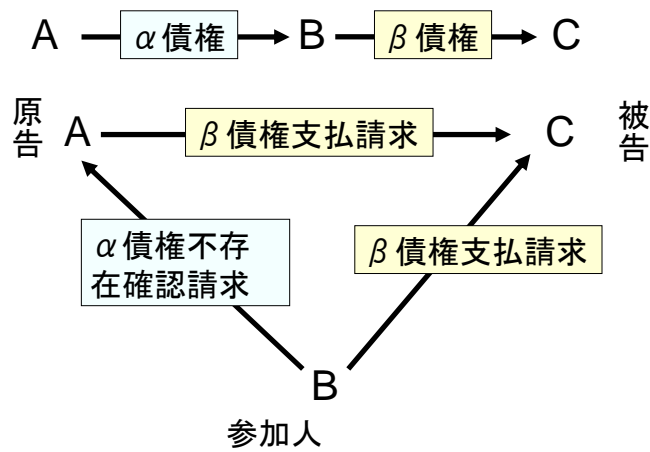 A α債権 B β債権 C
原告 A β債権支払請求 C 被告
α債権不存
在確認請求
β債権支払請求
B
参加人